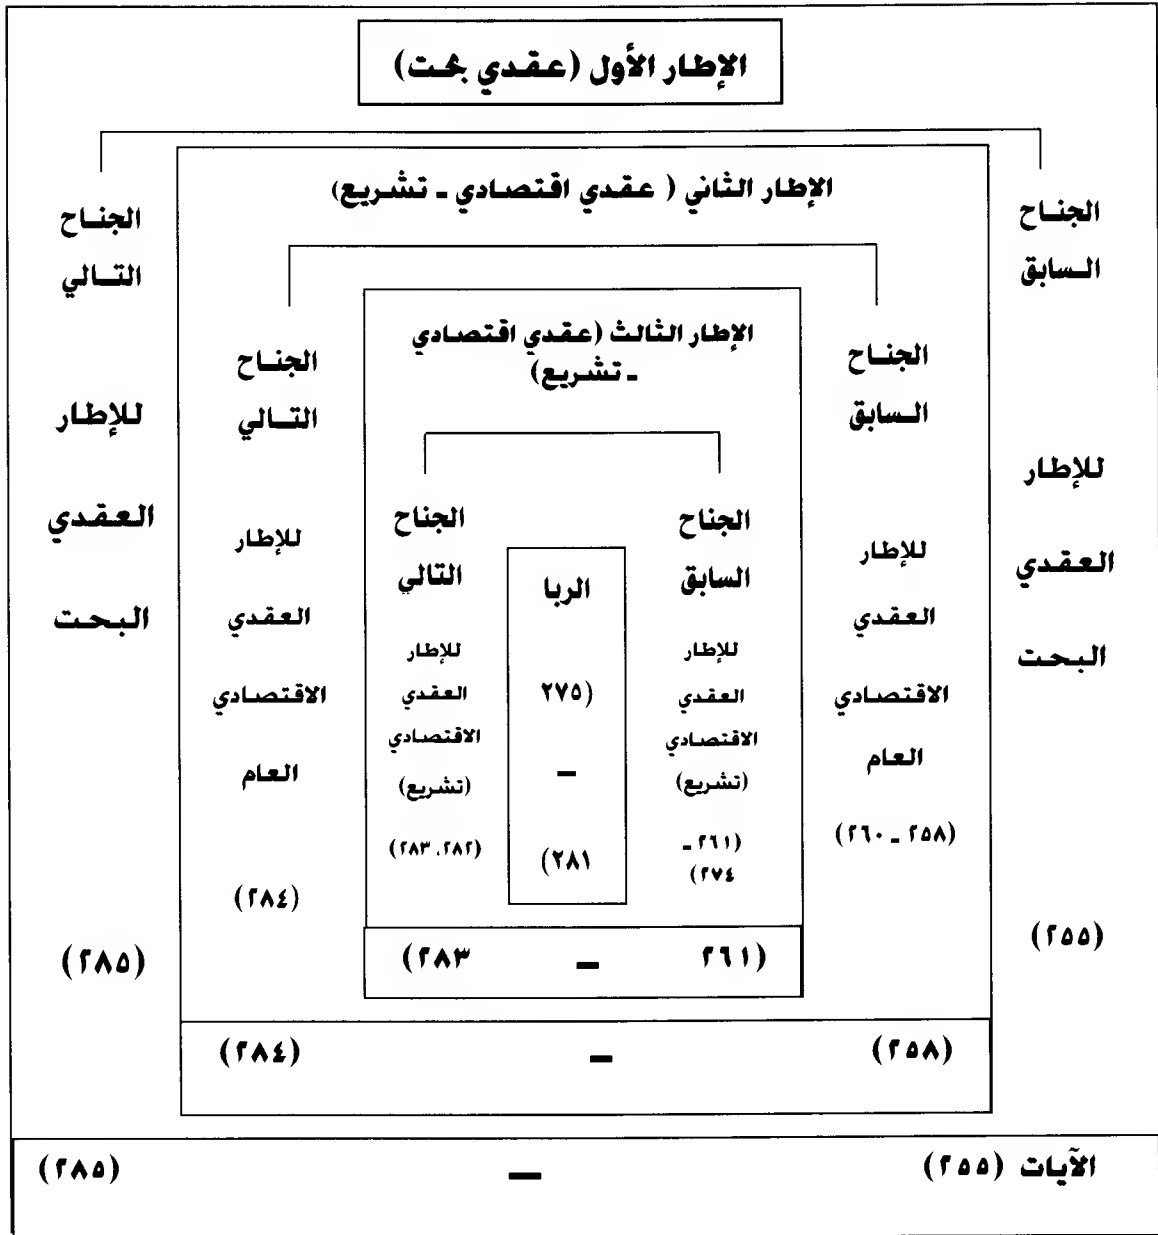 الإطار الأول (عقدي بحت)
الإطار الثاني ( عقدي اقتصادي ـ تشريع)
الإطار الثالث (عقدي اقتصادي
ـ تشريع)
الجناح
السابق
للإطار
العقدي
البحت
(٢٥٥)
الجناح
السابق
للإطار
العقدي
الاقتصادي
العام
(٢٥٨ ـ ٢٦٠)
الجناح
السابق
للإطار
العقدي
الاقتصادي
(تشريع)
(٢٦١ ـ
٢٧٤)
الربا
(٢٧٥
–
٢٨١)
الجناح
التالي
للإطار
العقدي
الاقتصادي
(تشريع)
(٢٨٢، ٢٨٣)
الجناح
التالي
للإطار
العقدي
الاقتصادي
العام
(٢٨٤)
الجناح
التالي
للإطار
العقدي
البحت
(٢٨٥)
(٢٦١ – ٢٨٣)
(٢٥٨) – (٢٨٤)
الآيات (٢٥٥) – (٢٨٥)